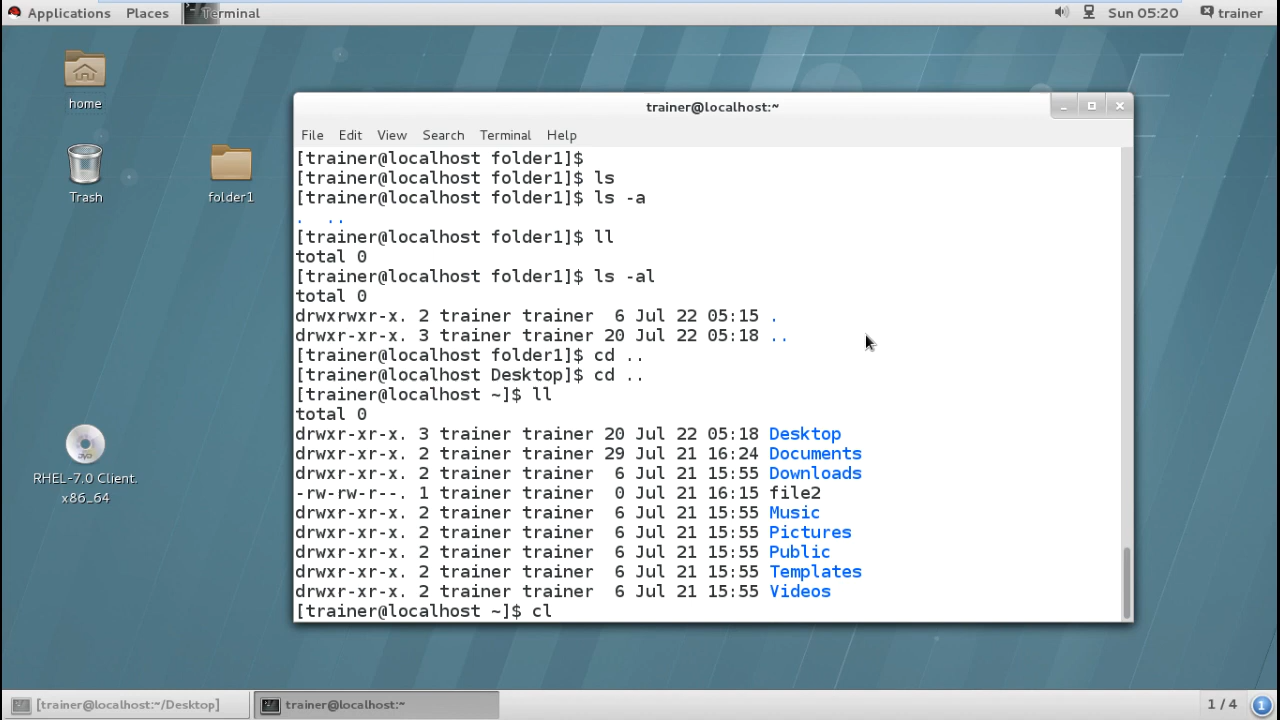 Applications Places Terminal Sun 05:20 trainer
home
Trash
folder1
RHEL-7.0 Client.
x86_64
trainer@localhost:~
File Edit View Search Terminal Help
[trainer@localhost folder1]$
[trainer@localhost folder1]$ ls
[trainer@localhost folder1]$ ls -a
.  ..
[trainer@localhost folder1]$ ll
total 0
[trainer@localhost folder1]$ ls -al
total 0
drwxrwxr-x. 2 trainer trainer  6 Jul 22 05:15 .
drwxr-xr-x. 3 trainer trainer 20 Jul 22 05:18 ..
[trainer@localhost folder1]$ cd ..
[trainer@localhost Desktop]$ cd ..
[trainer@localhost ~]$ ll
total 0
drwxr-xr-x. 3 trainer trainer 20 Jul 22 05:18 Desktop
drwxr-xr-x. 2 trainer trainer 29 Jul 21 16:24 Documents
drwxr-xr-x. 2 trainer trainer  6 Jul 21 15:55 Downloads
-rw-rw-r--. 1 trainer trainer  0 Jul 21 16:15 file2
drwxr-xr-x. 2 trainer trainer  6 Jul 21 15:55 Music
drwxr-xr-x. 2 trainer trainer  6 Jul 21 15:55 Pictures
drwxr-xr-x. 2 trainer trainer  6 Jul 21 15:55 Public
drwxr-xr-x. 2 trainer trainer  6 Jul 21 15:55 Templates
drwxr-xr-x. 2 trainer trainer  6 Jul 21 15:55 Videos
[trainer@localhost ~]$ cl
[trainer@localhost:~/Desktop] trainer@localhost:~ 1 / 4 1